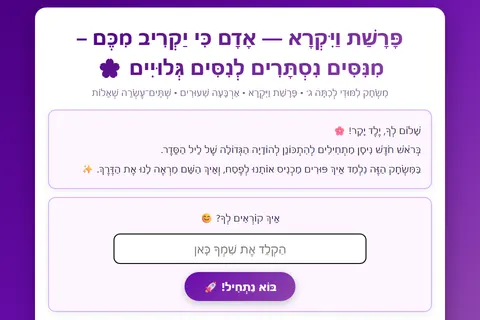 פָּרָשַׁת וַיִּקְרָא — אָדָם כִּי יַקְרִיב מִכֶּם –
מִנִּסִּים נִסְתָּרִים לְנִסִּים גְּלוּיִים
מִשְׂחַק לִמּוּדִי לְכִתָּה ג׳ • פָּרָשַׁת וַיִּקְרָא • אַרְבָּעָה שִׁעוּרִים • שְׁתֵּים־עֶשְׂרֵה שְׁאֵלוֹת
שָׁלוֹם לְךָ, יֶלֶד יָקָר!
בְּרֹאשׁ חֹדֶשׁ נִיסָן מַתְחִילִים לְהִתְכּוֹנֵן לְהוֹדָיָה הַגְּדוֹלָה שֶׁל לֵיל הַסֵּדֶר.
בַּמִּשְׂחָק הַזֶּה נִלְמַד אֵיךְ פּוּרִים מַכְנִיס אוֹתָנוּ לְפֶסַח, וְאֵיךְ הַשֵּׁם מַרְאֶה לָנוּ אֶת הַדֶּרֶךְ.
אֵיךְ קוֹרְאִים לְךָ?
הַקְלֵד אֶת שִׁמְךָ כָּאן
בּוֹא נַתְחִיל!